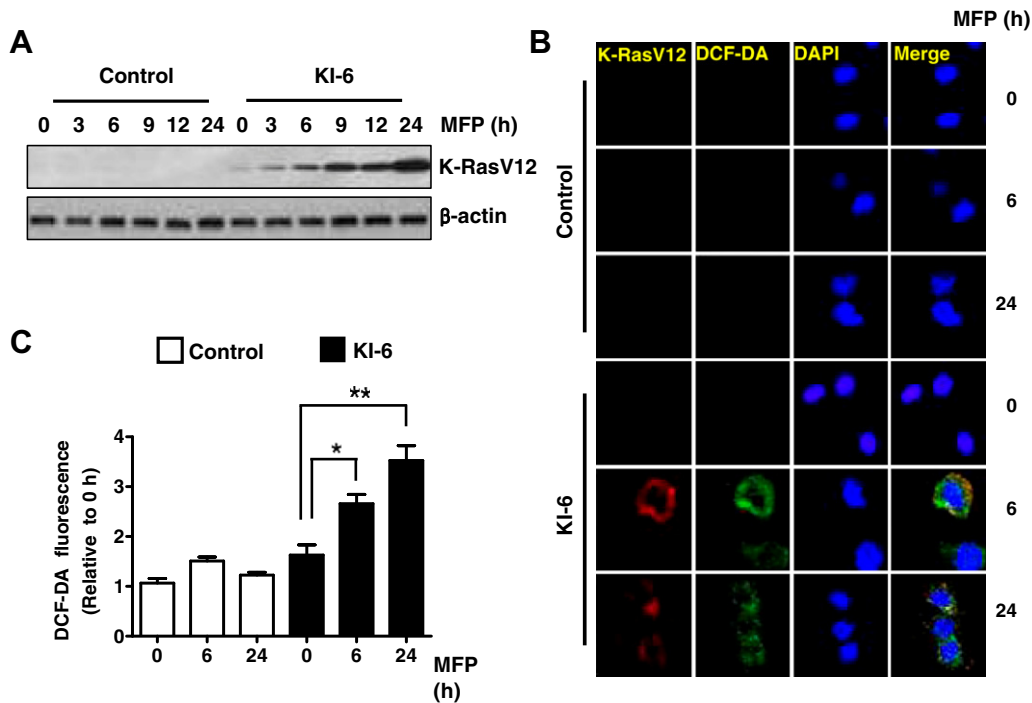 A
Control
KI-6
0 3 6 9 12 24 0 3 6 9 12 24 MFP (h)
K-RasV12
β-actin
B
MFP (h)
K-RasV12 DCF-DA DAPI Merge
Control
0
6
24
KI-6
0
6
24
C
Control KI-6
DCF-DA fluorescence
(Relative to 0 h)
4
3
2
1
0
**
*
0 6 24 0 6 24 MFP
(h)